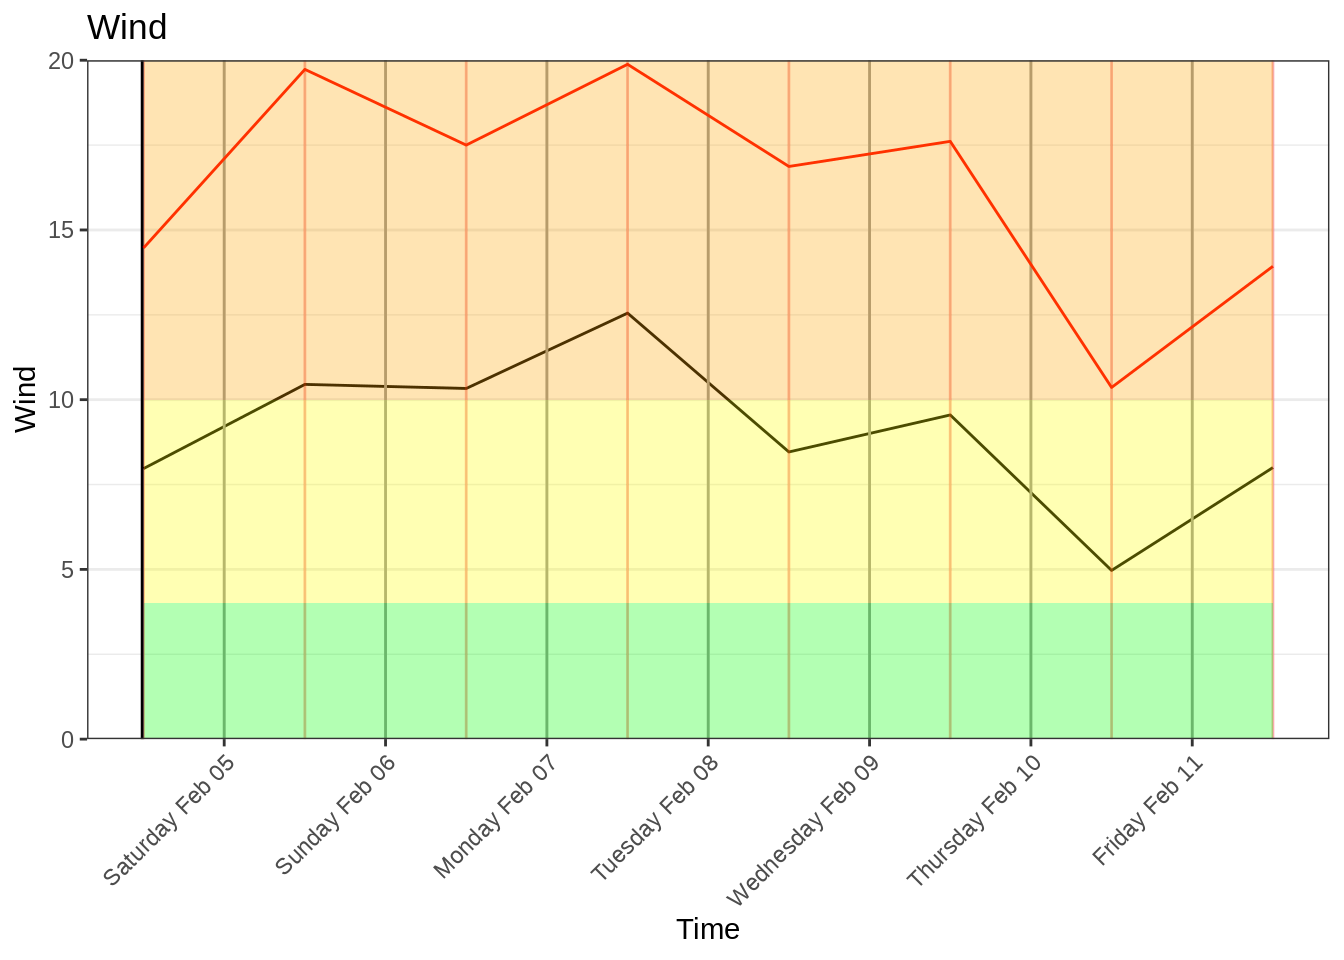 Wind
20
15
10
5
0
Wind
Saturday Feb 05
Sunday Feb 06
Monday Feb 07
Tuesday Feb 08
Wednesday Feb 09
Thursday Feb 10
Friday Feb 11
Time